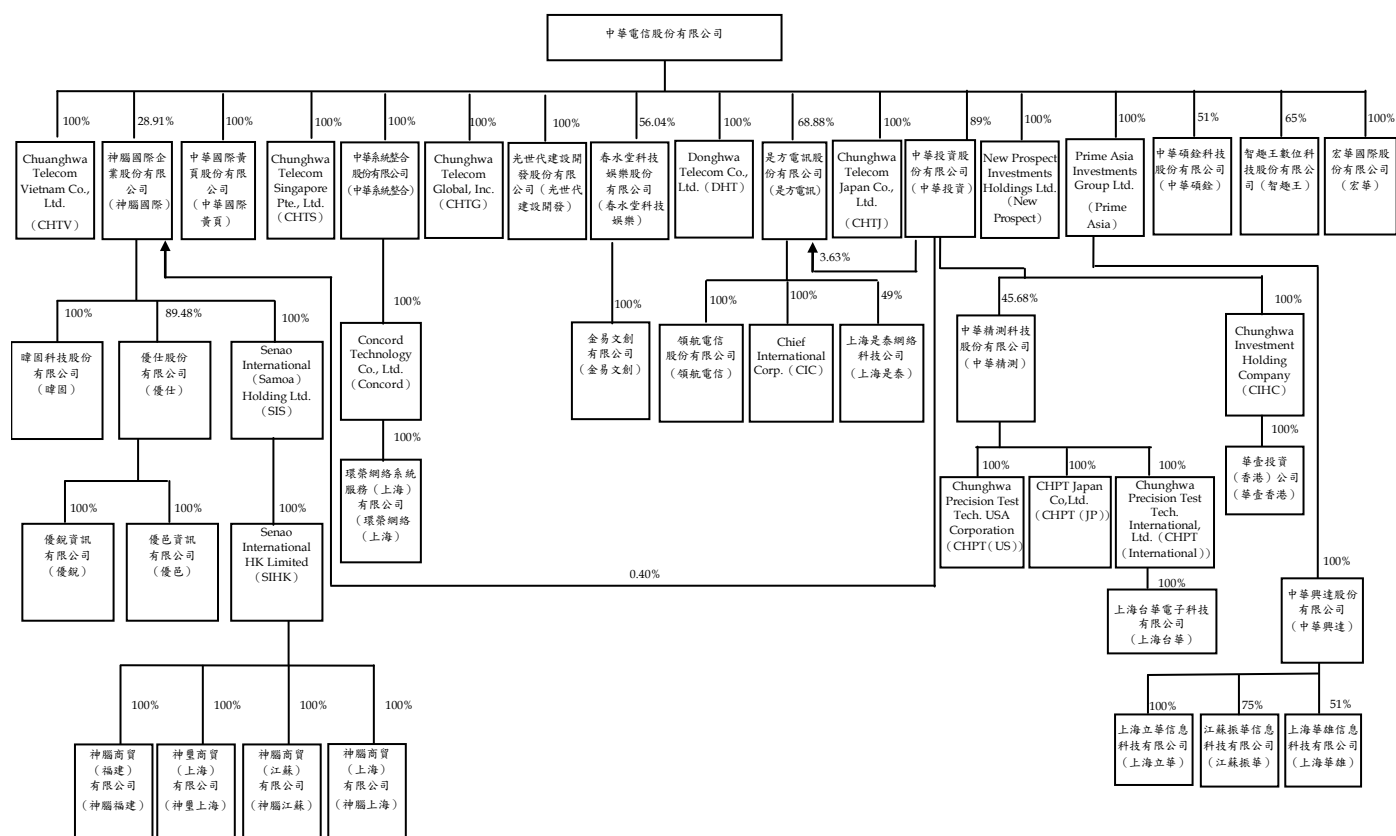 中華電信股份有限公司
100%
28.91%
100%
100%
100%
100%
100%
56.04%
100%
68.88%
100%
89%
100%
100%
51%
65%
100%
Chuanghwa
Telecom
Vietnam Co.,
Ltd.
(CHTV)
神腦國際企
業股份有
限公司
(神腦國際)
中華國際黃
頁股份有
限公司
(中華國際
黃頁)
Chunghwa
Telecom
Singapore
Pte., Ltd.
(CHTS)
中華系統整合
股份有限公司
(中華系統整合)
Chunghwa
Telecom
Global, Inc.
(CHTG)
光世代建設開
發股份有限
公司(光世代
建設開發)
春水堂科技
娛樂股份
有限公司
(春水堂科技
娛樂)
Donghwa
Telecom Co.,
Ltd.(DHT)
是方電訊股
份有限公
司(是方電訊)
Chunghwa
Telecom
Japan Co.,
Ltd.
(CHTJ)
中華投資股
份有限公司
(中華投資)
New Prospect
Investments
Holdings Ltd.
(New
Prospect)
Prime Asia
Investments
Group Ltd.
(Prime
Asia)
中華碩銓科技
股份有限公
司(中華碩銓)
智趣王數位科
技股份有限公
司(智趣王)
宏華國際股
份有限公司
(宏華)
3.63%
100%
89.48%
100%
100%
100%
100%
100%
49%
45.68%
100%
暐固科技股份
有限公司
(暐固)
優仕股份
有限公司
(優仕)
Senao
International
(Samoa)
Holding Ltd.
(SIS)
Concord
Technology
Co., Ltd.
(Concord)
金易文創
有限公司
(金易文創)
領航電信
股份有限公司
(領航電信)
Chief
International
Corp.(CIC)
上海是泰網絡
科技公司
(上海是泰)
中華精測科技
股份有限公司
(中華精測)
Chunghwa
Investment
Holding
Company
(CIHC)
100%
100%
100%
100%
100%
100%
100%
100%
優銳資訊
有限公司
(優銳)
優邑資訊
有限公司
(優邑)
Senao
International
HK Limited
(SIHK)
環榮網絡系統
服務(上海)
有限公司
(環榮網絡
(上海)
Chunghwa
Precision Test
Tech. USA
Corporation
(CHPT(US))
CHPT Japan
Co,Ltd.
(CHPT(JP))
Chunghwa
Precision Test
Tech.
International,
Ltd.(CHPT
(International))
華壹投資
(香港)公司
(華壹香港)
0.40%
100%
100%
上海台華電子科技
有限公司
(上海台華)
中華興達股份
有限公司
(中華興達)
100%
100%
100%
100%
100%
75%
51%
神腦商貿
(福建)
有限公司
(神腦福建)
神璽商貿
(上海)
有限公司
(神璽上海)
神腦商貿
(江蘇)
有限公司
(神腦江蘇)
神腦商貿
(上海)
有限公司
(神腦上海)
上海立華信息
科技有限公司
(上海立華)
江蘇振華信息
科技有限公司
(江蘇振華)
上海華雄信息
科技有限公司
(上海華雄)